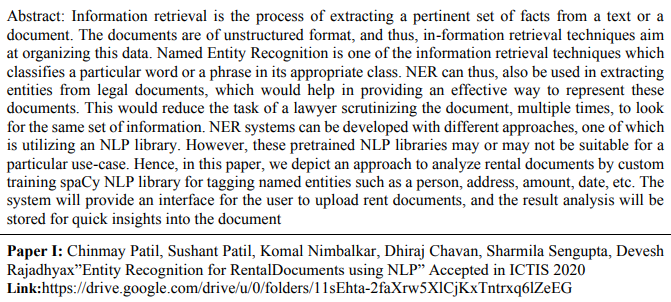 Abstract: Information retrieval is the process of extracting a pertinent set of facts from a text or a
document. The documents are of unstructured format, and thus, in-formation retrieval techniques aim
at organizing this data. Named Entity Recognition is one of the information retrieval techniques which
classifies a particular word or a phrase in its appropriate class. NER can thus, also be used in extracting
entities from legal documents, which would help in providing an effective way to represent these
documents. This would reduce the task of a lawyer scrutinizing the document, multiple times, to look
for the same set of information. NER systems can be developed with different approaches, one of which
is utilizing an NLP library. However, these pretrained NLP libraries may or may not be suitable for a
particular use-case. Hence, in this paper, we depict an approach to analyze rental documents by custom
training spaCy NLP library for tagging named entities such as a person, address, amount, date, etc. The
system will provide an interface for the user to upload rent documents, and the result analysis will be
stored for quick insights into the document
Paper I: Chinmay Patil, Sushant Patil, Komal Nimbalkar, Dhiraj Chavan, Sharmila Sengupta, Devesh
Rajadhyax”Entity Recognition for RentalDocuments using NLP” Accepted in ICTIS 2020
Link:https://drive.google.com/drive/u/0/folders/11sEhta-2faXrw5XlCjKxTntrxq6lZeEG